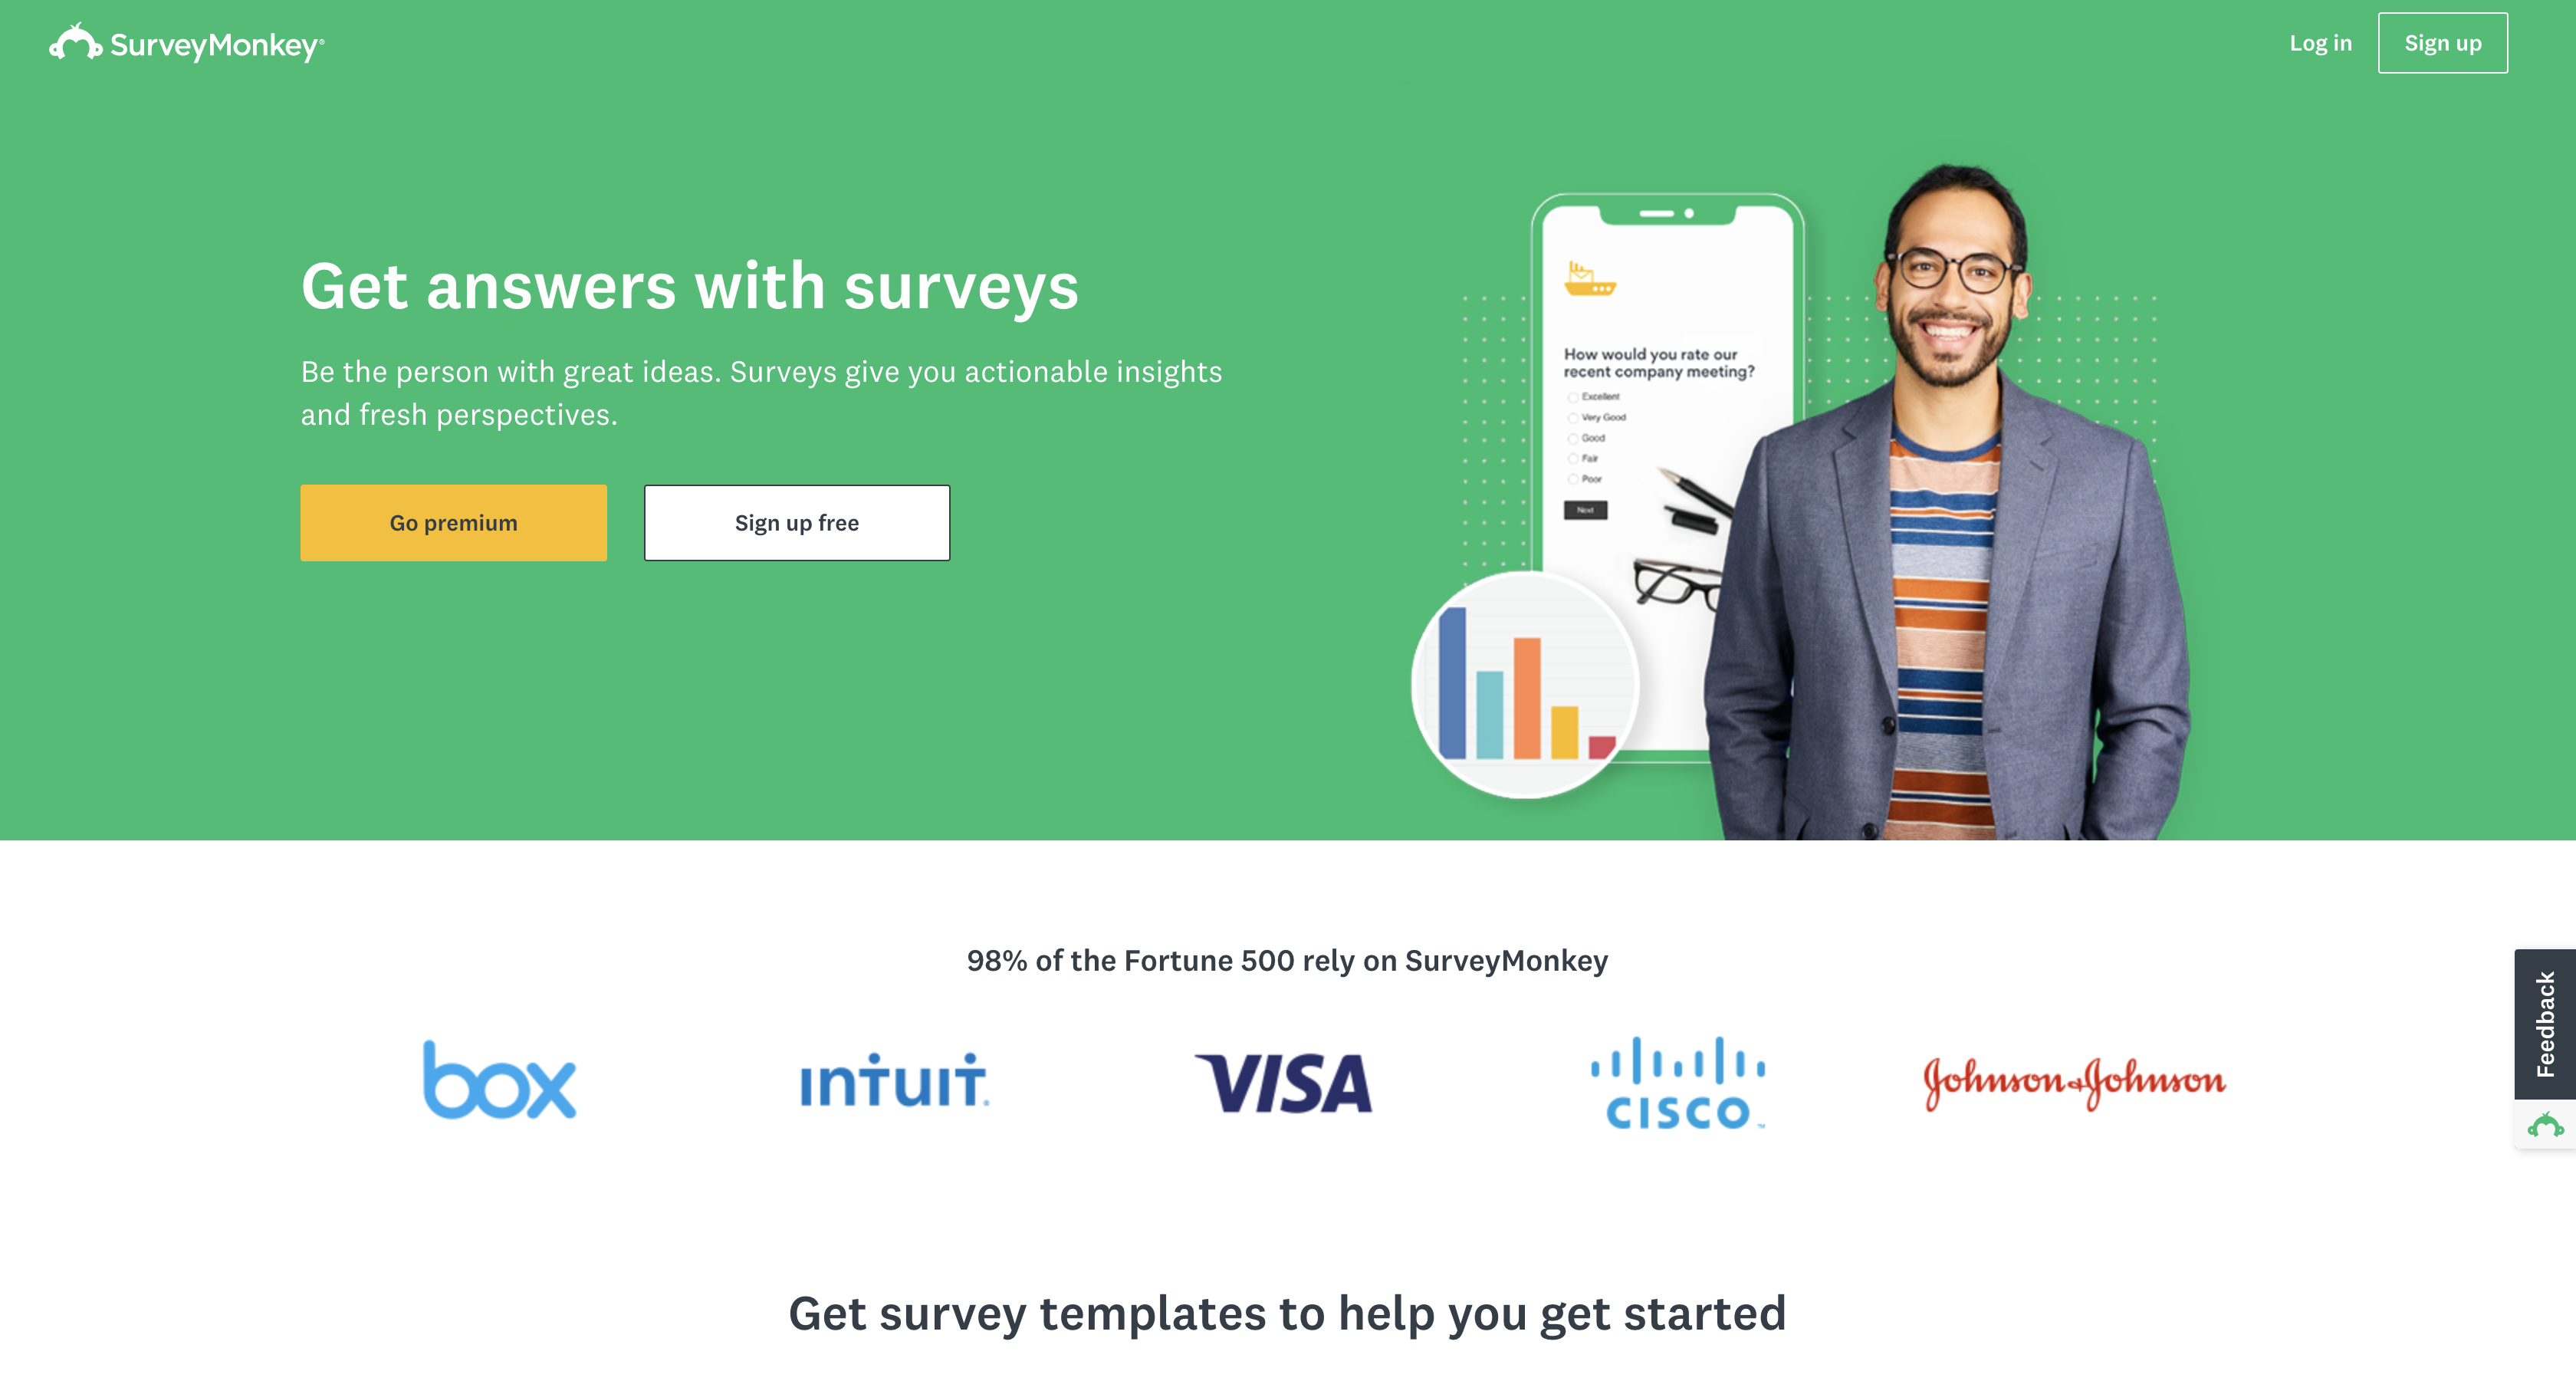 SurveyMonkey®
Log in
Sign up
Get answers with surveys
Be the person with great ideas. Surveys give you actionable insights
and fresh perspectives.
Go premium
Sign up free
How would you rate our
recent company meeting?
Excellent
Very Good
Good
Fair
Poor
Next
98% of the Fortune 500 rely on SurveyMonkey
box
intuit®
VISA
CISCO™
Johnson & Johnson
Feedback
Get survey templates to help you get started